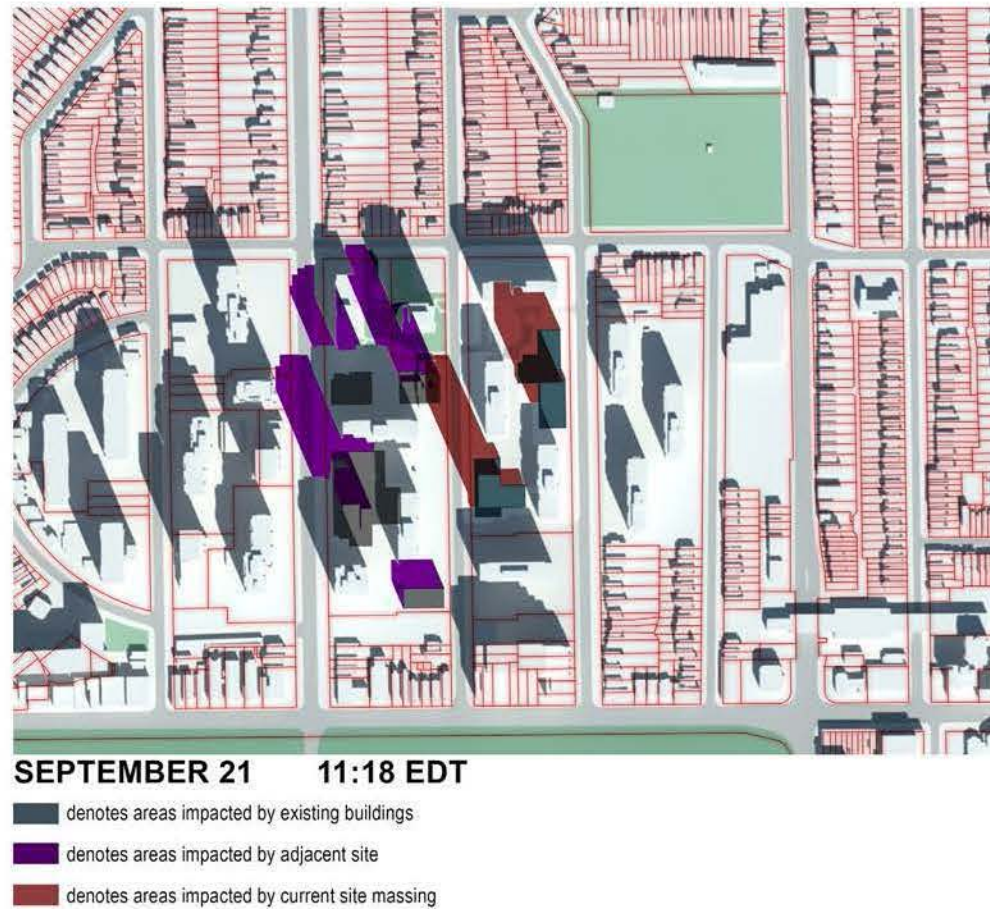 SEPTEMBER 21 11:18 EDT
denotes areas impacted by existing buildings
denotes areas impacted by adjacent site
denotes areas impacted by current site massing